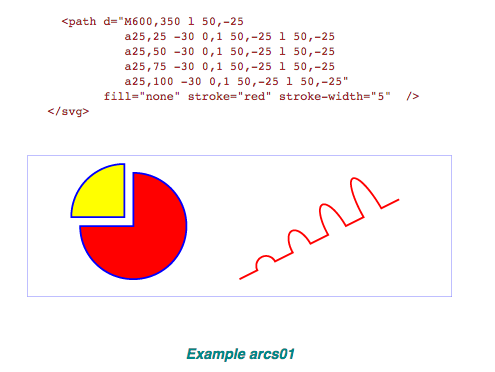 <path d="M600,350 l 50,-25
a25,25 -30 0,1 50,-25 l 50,-25
a25,50 -30 0,1 50,-25 l 50,-25
a25,75 -30 0,1 50,-25 l 50,-25
a25,100 -30 0,1 50,-25 l 50,-25"
fill="none" stroke="red" stroke-width="5"  />
</svg>
Example arcs01